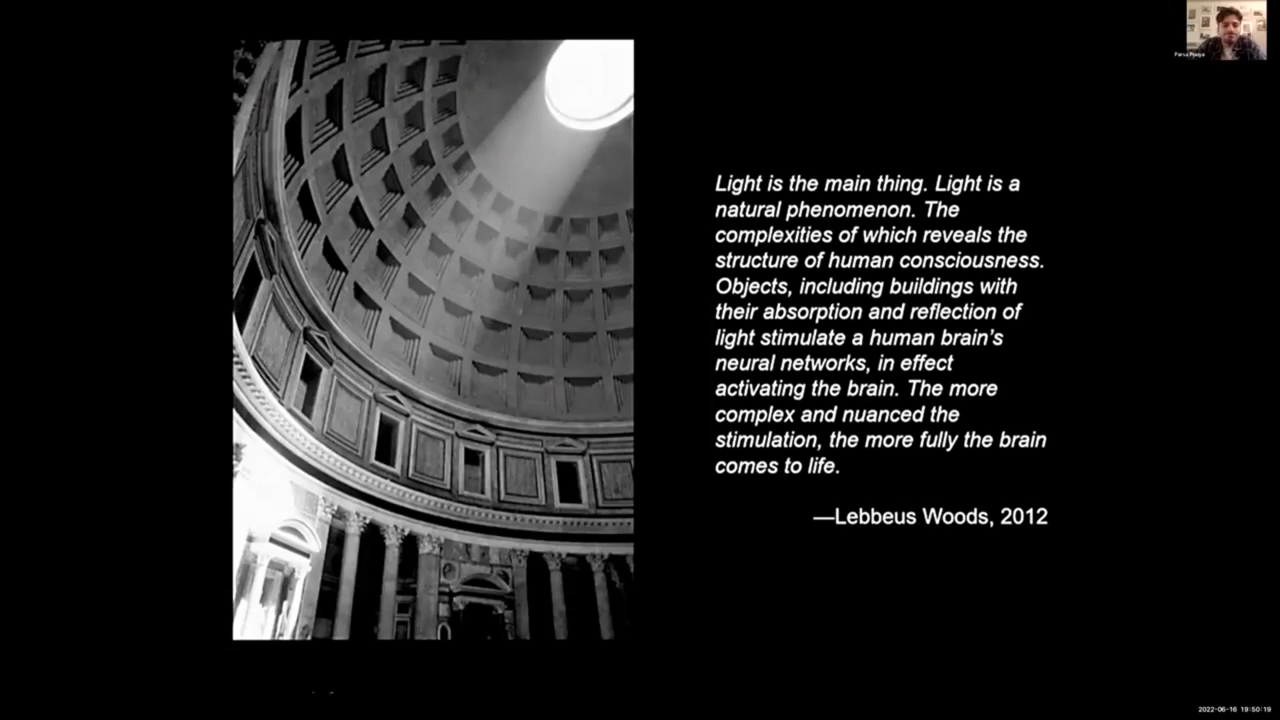 Parsa Pouya
Light is the main thing. Light is a
natural phenomenon. The
complexities of which reveals the
structure of human consciousness.
Objects, including buildings with
their absorption and reflection of
light stimulate a human brain’s
neural networks, in effect
activating the brain. The more
complex and nuanced the
stimulation, the more fully the brain
comes to life.
—Lebbeus Woods, 2012
2022-06-16 19:50:19